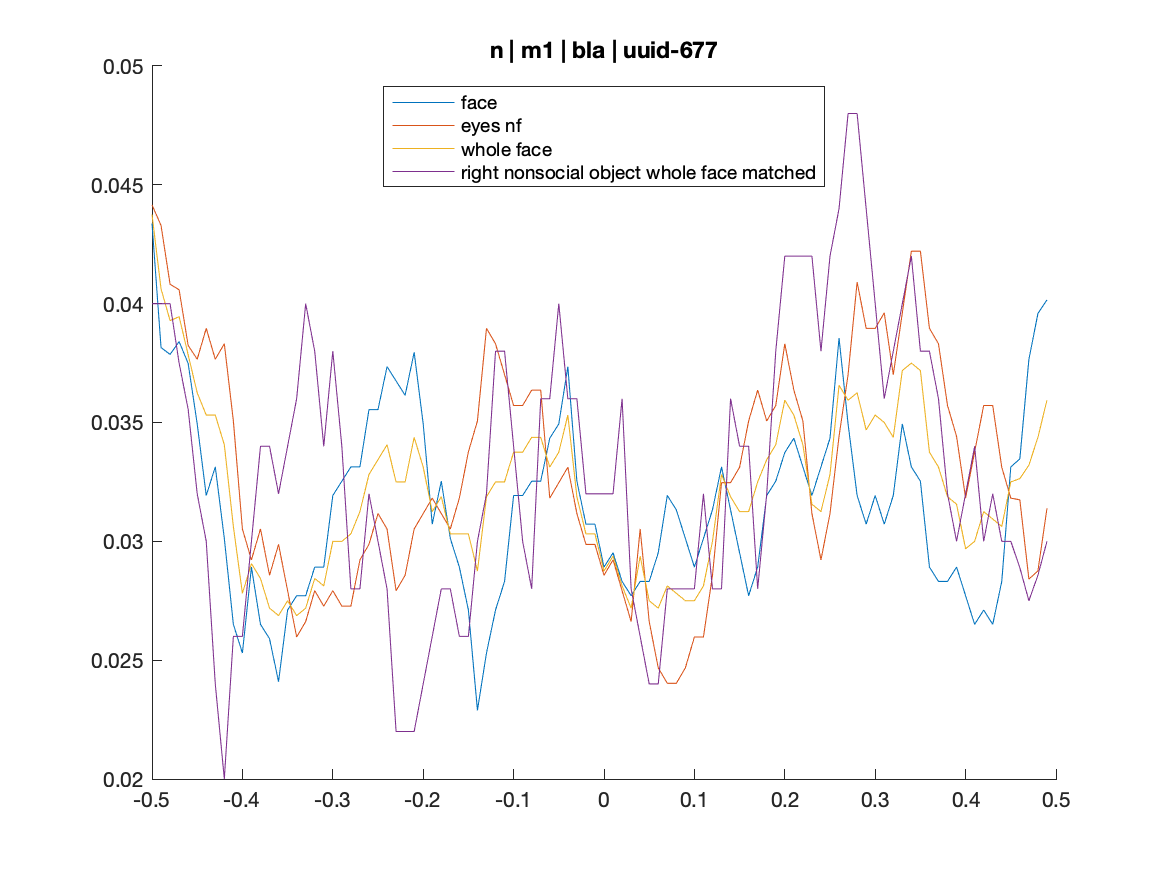 n | m1 | bla | uuid-677
face
eyes nf
whole face
right nonsocial object whole face matched
0.05
0.045
0.04
0.035
0.03
0.025
0.02
-0.5 -0.4 -0.3 -0.2 -0.1 0 0.1 0.2 0.3 0.4 0.5